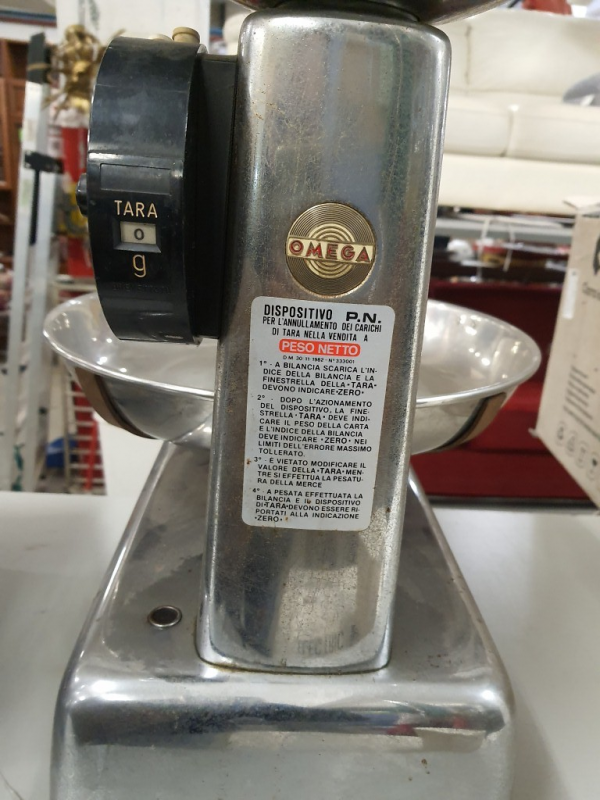 TARA
0
g
OMEGA
DISPOSITIVO P.N.
PER L'ANNULLAMENTO DEI CARICHI
DI TARA NELLA VENDITA A
PESO NETTO
D.M. 30-11-1982 - N° 333001
1° - A BILANCIA SCARICA L'IN-
DICE DELLA BILANCIA E LA
FINESTRELLA DELLA •TARA•
DEVONO INDICARE •ZERO•
2° - DOPO L'AZIONAMENTO
DEL DISPOSITIVO, LA FINE-
STRELLA •TARA• DEVE INDI-
CARE IL PESO DELLA CARTA
E L'INDICE DELLA BILANCIA
DEVE INDICARE •ZERO• NEI
LIMITI DELL'ERRORE MASSIMO
TOLLERATO.
3° - È VIETATO MODIFICARE IL
VALORE DELLA •TARA• MEN-
TRE SI EFFETTUA LA PESATU-
RA DELLA MERCE
4° - A PESATA EFFETTUATA LA
BILANCIA E IL DISPOSITIVO
DI •TARA• DEVONO ESSERE RI-
PORTATI ALLA INDICAZIONE
•ZERO•